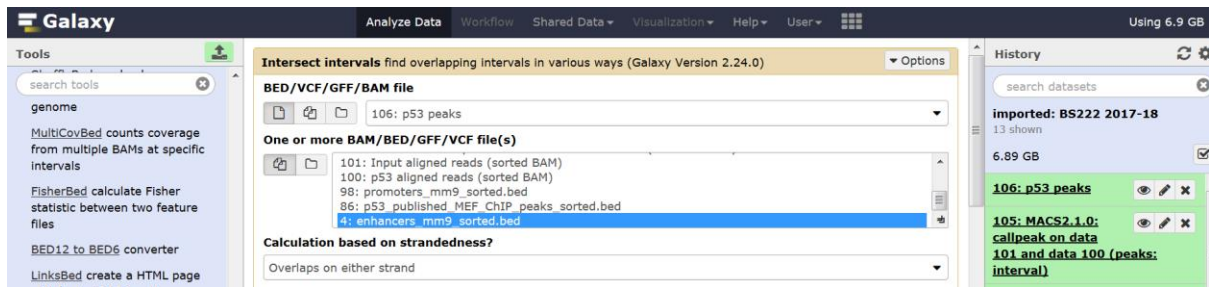 Galaxy
Analyze Data Workflow Shared Data Visualization Help User
Using 6.9 GB
Tools
search tools
genome
MultiCovBed counts coverage
from multiple BAMs at specific
intervals
FisherBed calculate Fisher
statistic between two feature
files
BED12 to BED6 converter
LinksBed create a HTML page
Intersect intervals find overlapping intervals in various ways (Galaxy Version 2.24.0)
Options
BED/VCF/GFF/BAM file
106: p53 peaks
One or more BAM/BED/GFF/VCF file(s)
101: Input aligned reads (sorted BAM)
100: p53 aligned reads (sorted BAM)
98: promoters_mm9_sorted.bed
86: p53_published_MEF_ChIP_peaks_sorted.bed
4: enhancers_mm9_sorted.bed
Calculation based on strandedness?
Overlaps on either strand
History
search datasets
imported: BS222 2017-18
13 shown
6.89 GB
106: p53 peaks
105: MACS2.1.0:
callpeak on data
101 and data 100 (peaks:
interval)